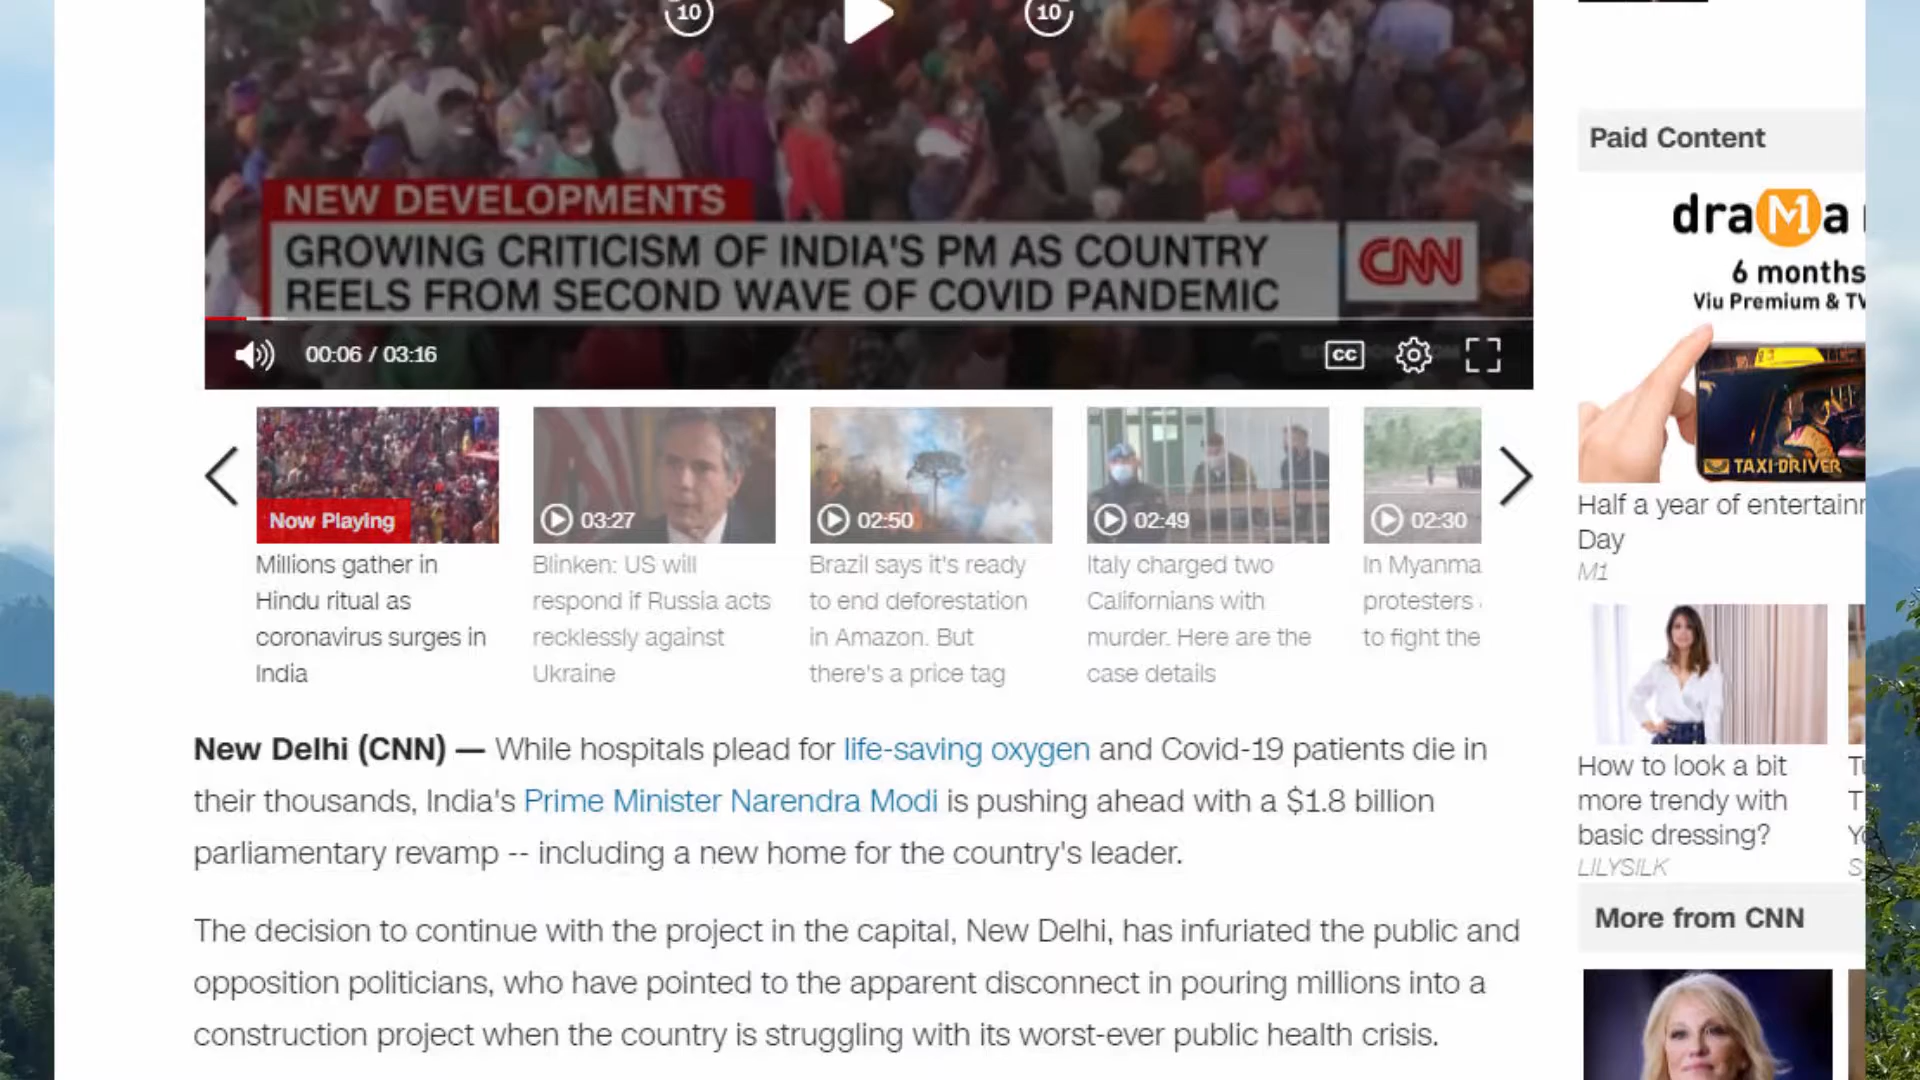 10
10
NEW DEVELOPMENTS
GROWING CRITICISM OF INDIA'S PM AS COUNTRY
REELS FROM SECOND WAVE OF COVID PANDEMIC
CNN
00:06 / 03:16
CC
Now Playing
Millions gather in
Hindu ritual as
coronavirus surges in
India
03:27
Blinken: US will
respond if Russia acts
recklessly against
Ukraine
02:50
Brazil says it's ready
to end deforestation
in Amazon. But
there's a price tag
02:49
Italy charged two
Californians with
murder. Here are the
case details
02:30
In Myanma
protesters
to fight the
New Delhi (CNN) — While hospitals plead for life-saving oxygen and Covid-19 patients die in
their thousands, India's Prime Minister Narendra Modi is pushing ahead with a $1.8 billion
parliamentary revamp -- including a new home for the country's leader.
The decision to continue with the project in the capital, New Delhi, has infuriated the public and
opposition politicians, who have pointed to the apparent disconnect in pouring millions into a
construction project when the country is struggling with its worst-ever public health crisis.
Paid Content
draM1a
6 months
Viu Premium & TV
TAXI DRIVER
Half a year of entertainm
Day
M1
How to look a bit
more trendy with
basic dressing?
LILYSILK
More from CNN